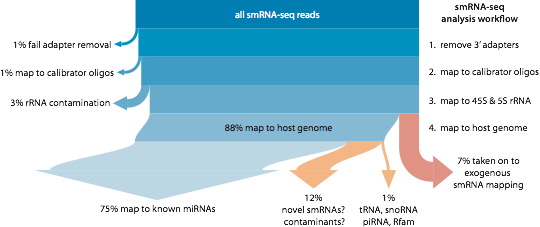 all smRNA-seq reads
smRNA-seq
analysis workflow
1% fail adapter removal
1. remove 3' adapters
1% map to calibrator oligos
2. map to calibrator oligos
3% rRNA contamination
3. map to 45S & 5S rRNA
88% map to host genome
4. map to host genome
7% taken on to
exogenous
smRNA mapping
75% map to known miRNAs
12%
novel smRNAs?
contaminants?
1%
tRNA, snoRNA
piRNA, Rfam